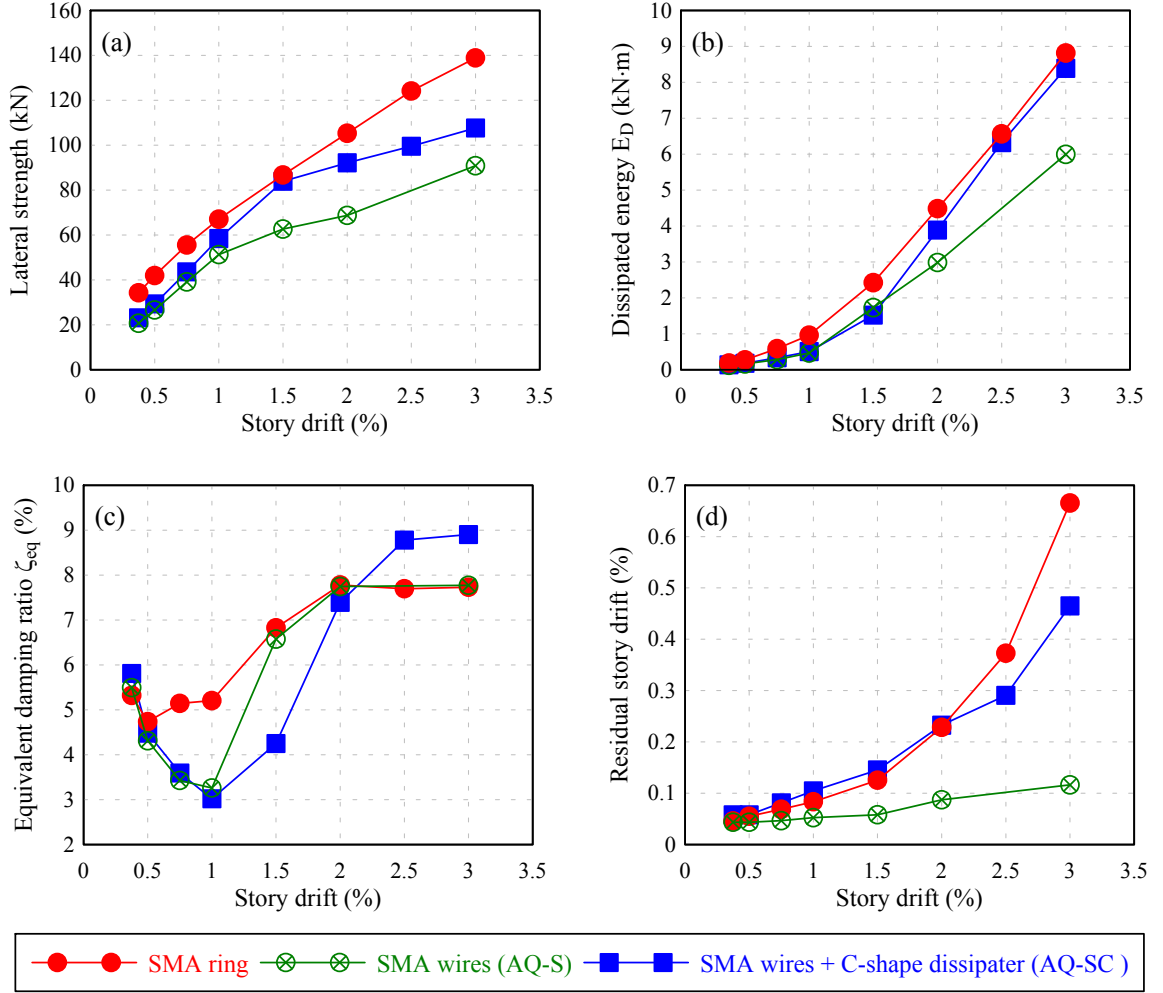 (a)
Lateral strength (kN)
160
140
120
100
80
60
40
20
0
0 0.5 1 1.5 2 2.5 3 3.5
Story drift (%)
(b)
Dissipated energy E_D (kN·m)
10
9
8
7
6
5
4
3
2
1
0
0 0.5 1 1.5 2 2.5 3 3.5
Story drift (%)
(c)
Equivalent damping ratio ζ_eq (%)
10
9
8
7
6
5
4
3
2
0 0.5 1 1.5 2 2.5 3 3.5
Story drift (%)
(d)
Residual story drift (%)
0.7
0.6
0.5
0.4
0.3
0.2
0.1
0
0 0.5 1 1.5 2 2.5 3 3.5
Story drift (%)
SMA ring SMA wires (AQ-S) SMA wires + C-shape dissipater (AQ-SC )